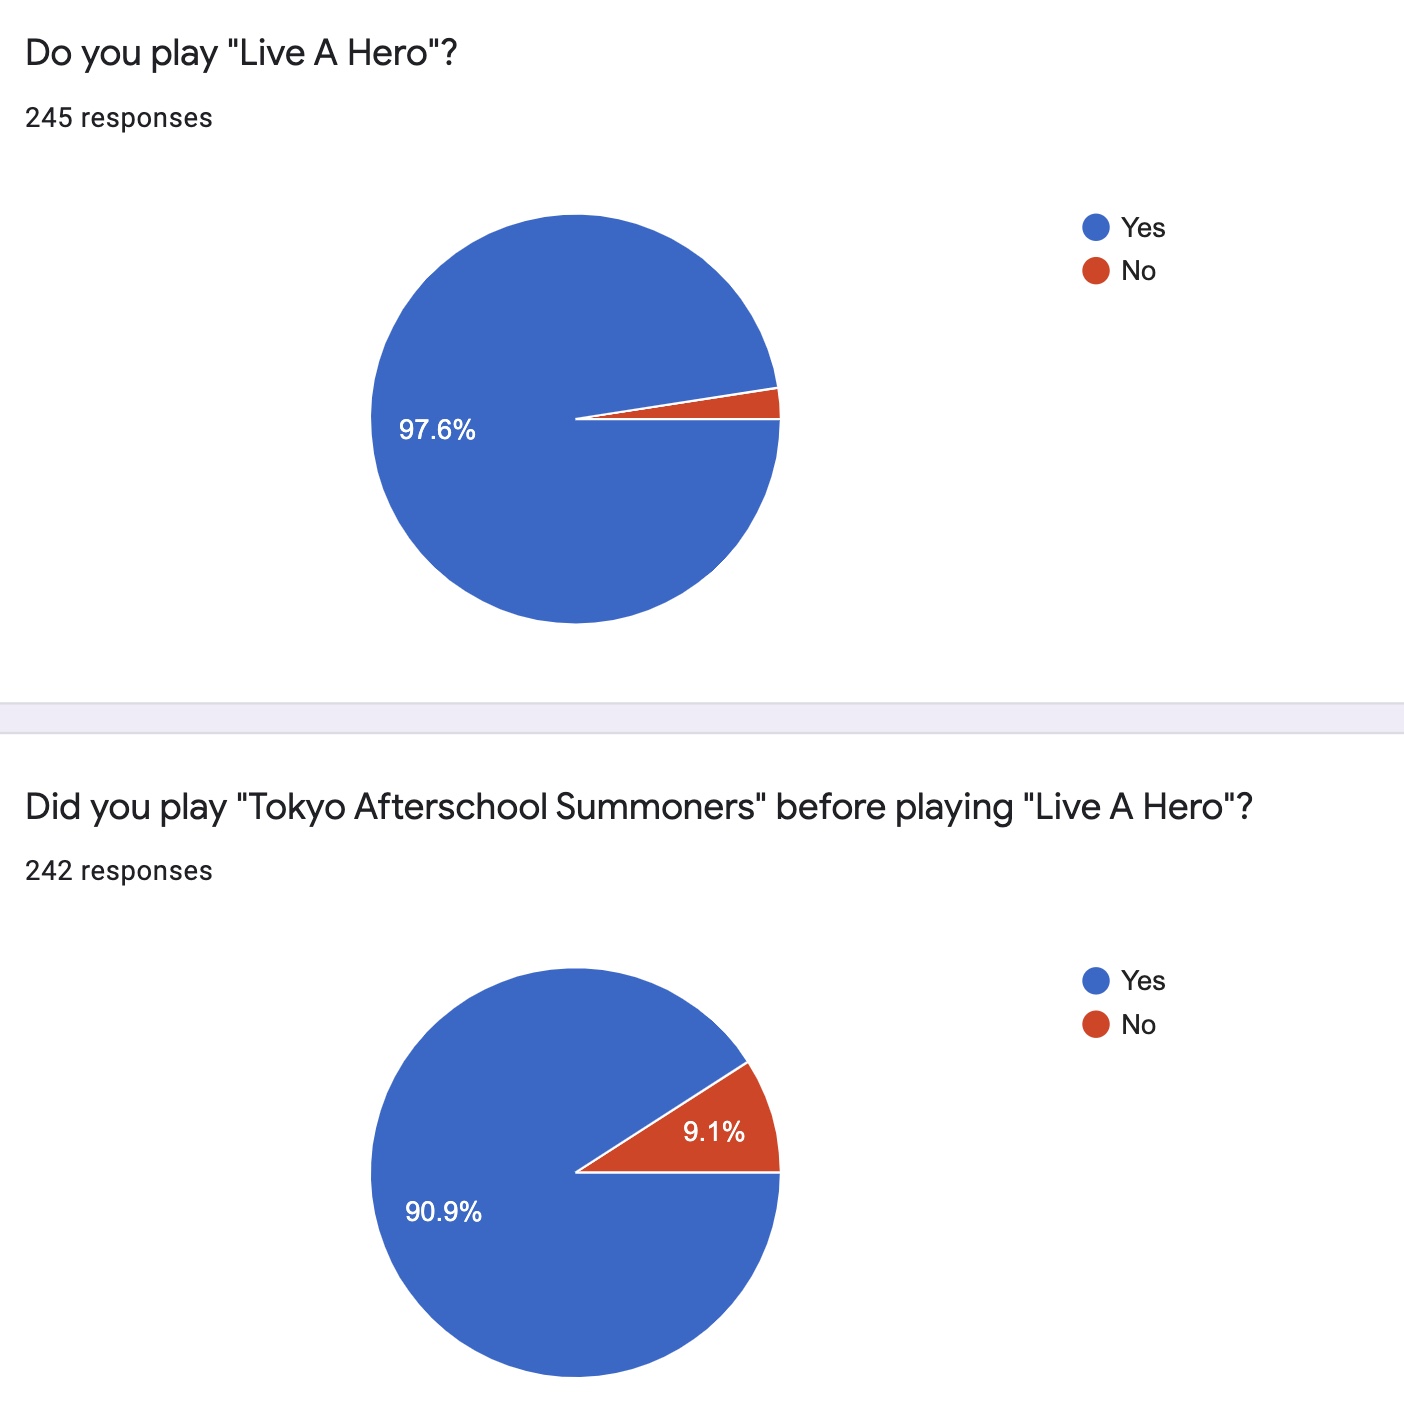 Do you play "Live A Hero"?
245 responses
Yes
No
97.6%
Did you play "Tokyo Afterschool Summoners" before playing "Live A Hero"?
242 responses
Yes
No
9.1%
90.9%